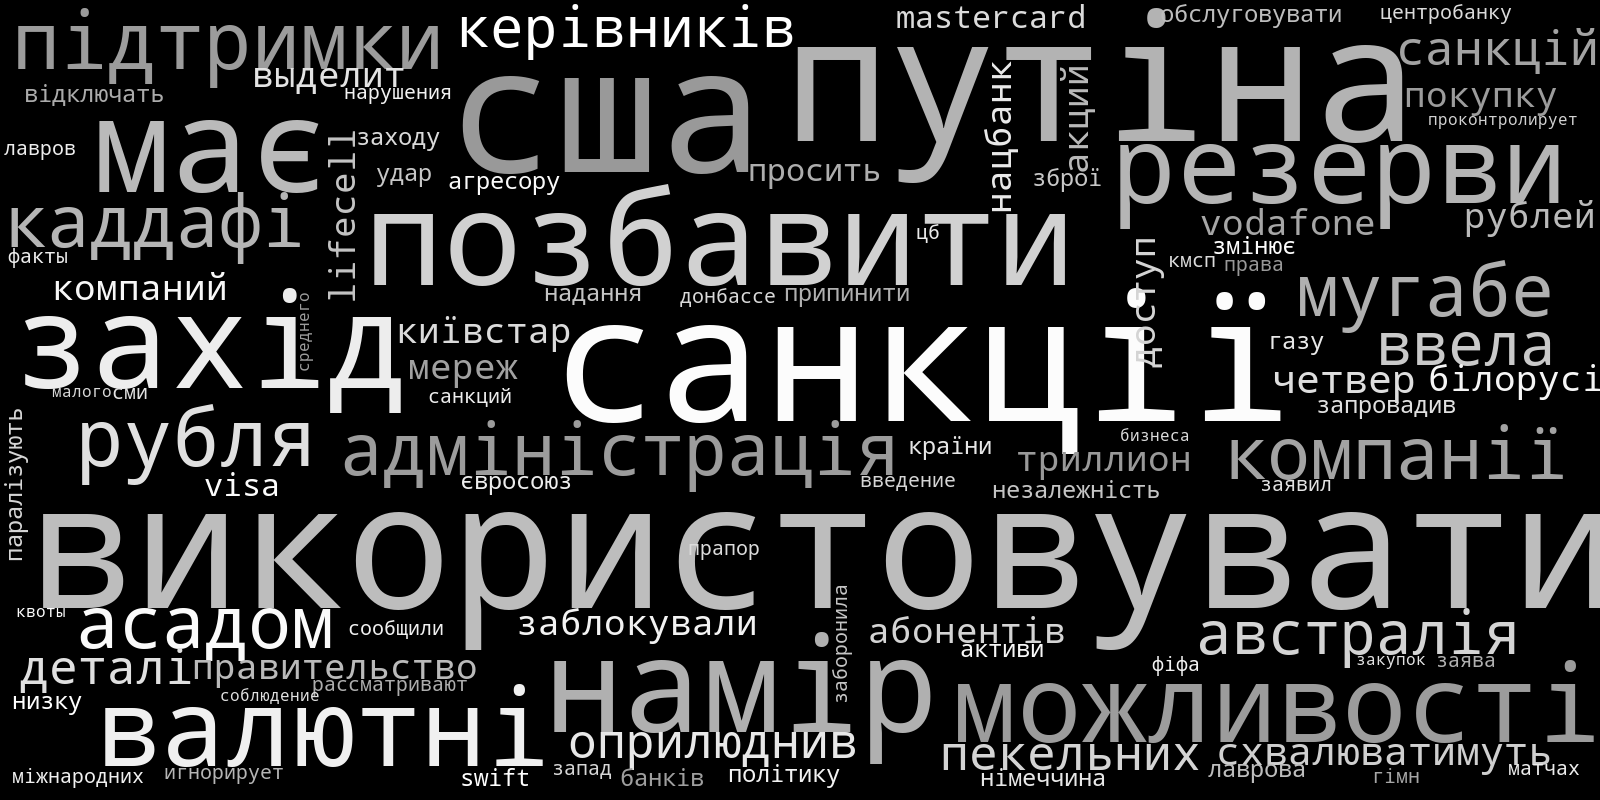 підтримки
керівників
mastercard
обслуговувати
центробанку
выделит
відключать
нарушения
сша
путіна
санкцій
покупку
проконтролирует
має
лавров
заходу
lifecell
удар
агресору
просить
нацбанк
акций
зброї
резерви
каддафі
факты
позбавити
цб
vodafone
рублей
змінює
кмсп
права
доступ
компаний
надання
донбассе
припинити
мугабе
захід
среднего
київстар
санкції
газу
ввела
мереж
малого
сми
санкций
четвер
білорусі
запровадив
паралізують
рубля
адміністрація
країни
бизнеса
триллион
компанії
visa
євросоюз
введение
незалежність
заявил
використовувати
прапор
квоты
асадом
сообщили
заблокували
заборонила
абонентів
активи
австралія
деталі
правительство
рассматривают
намір
фіфа
закупок
заява
низку
соблюдение
валютні
можливості
оприлюднив
пекельних
схвалюватимуть
міжнародних
игнорирует
swift
запад
банків
політику
німеччина
лаврова
гімн
матчах